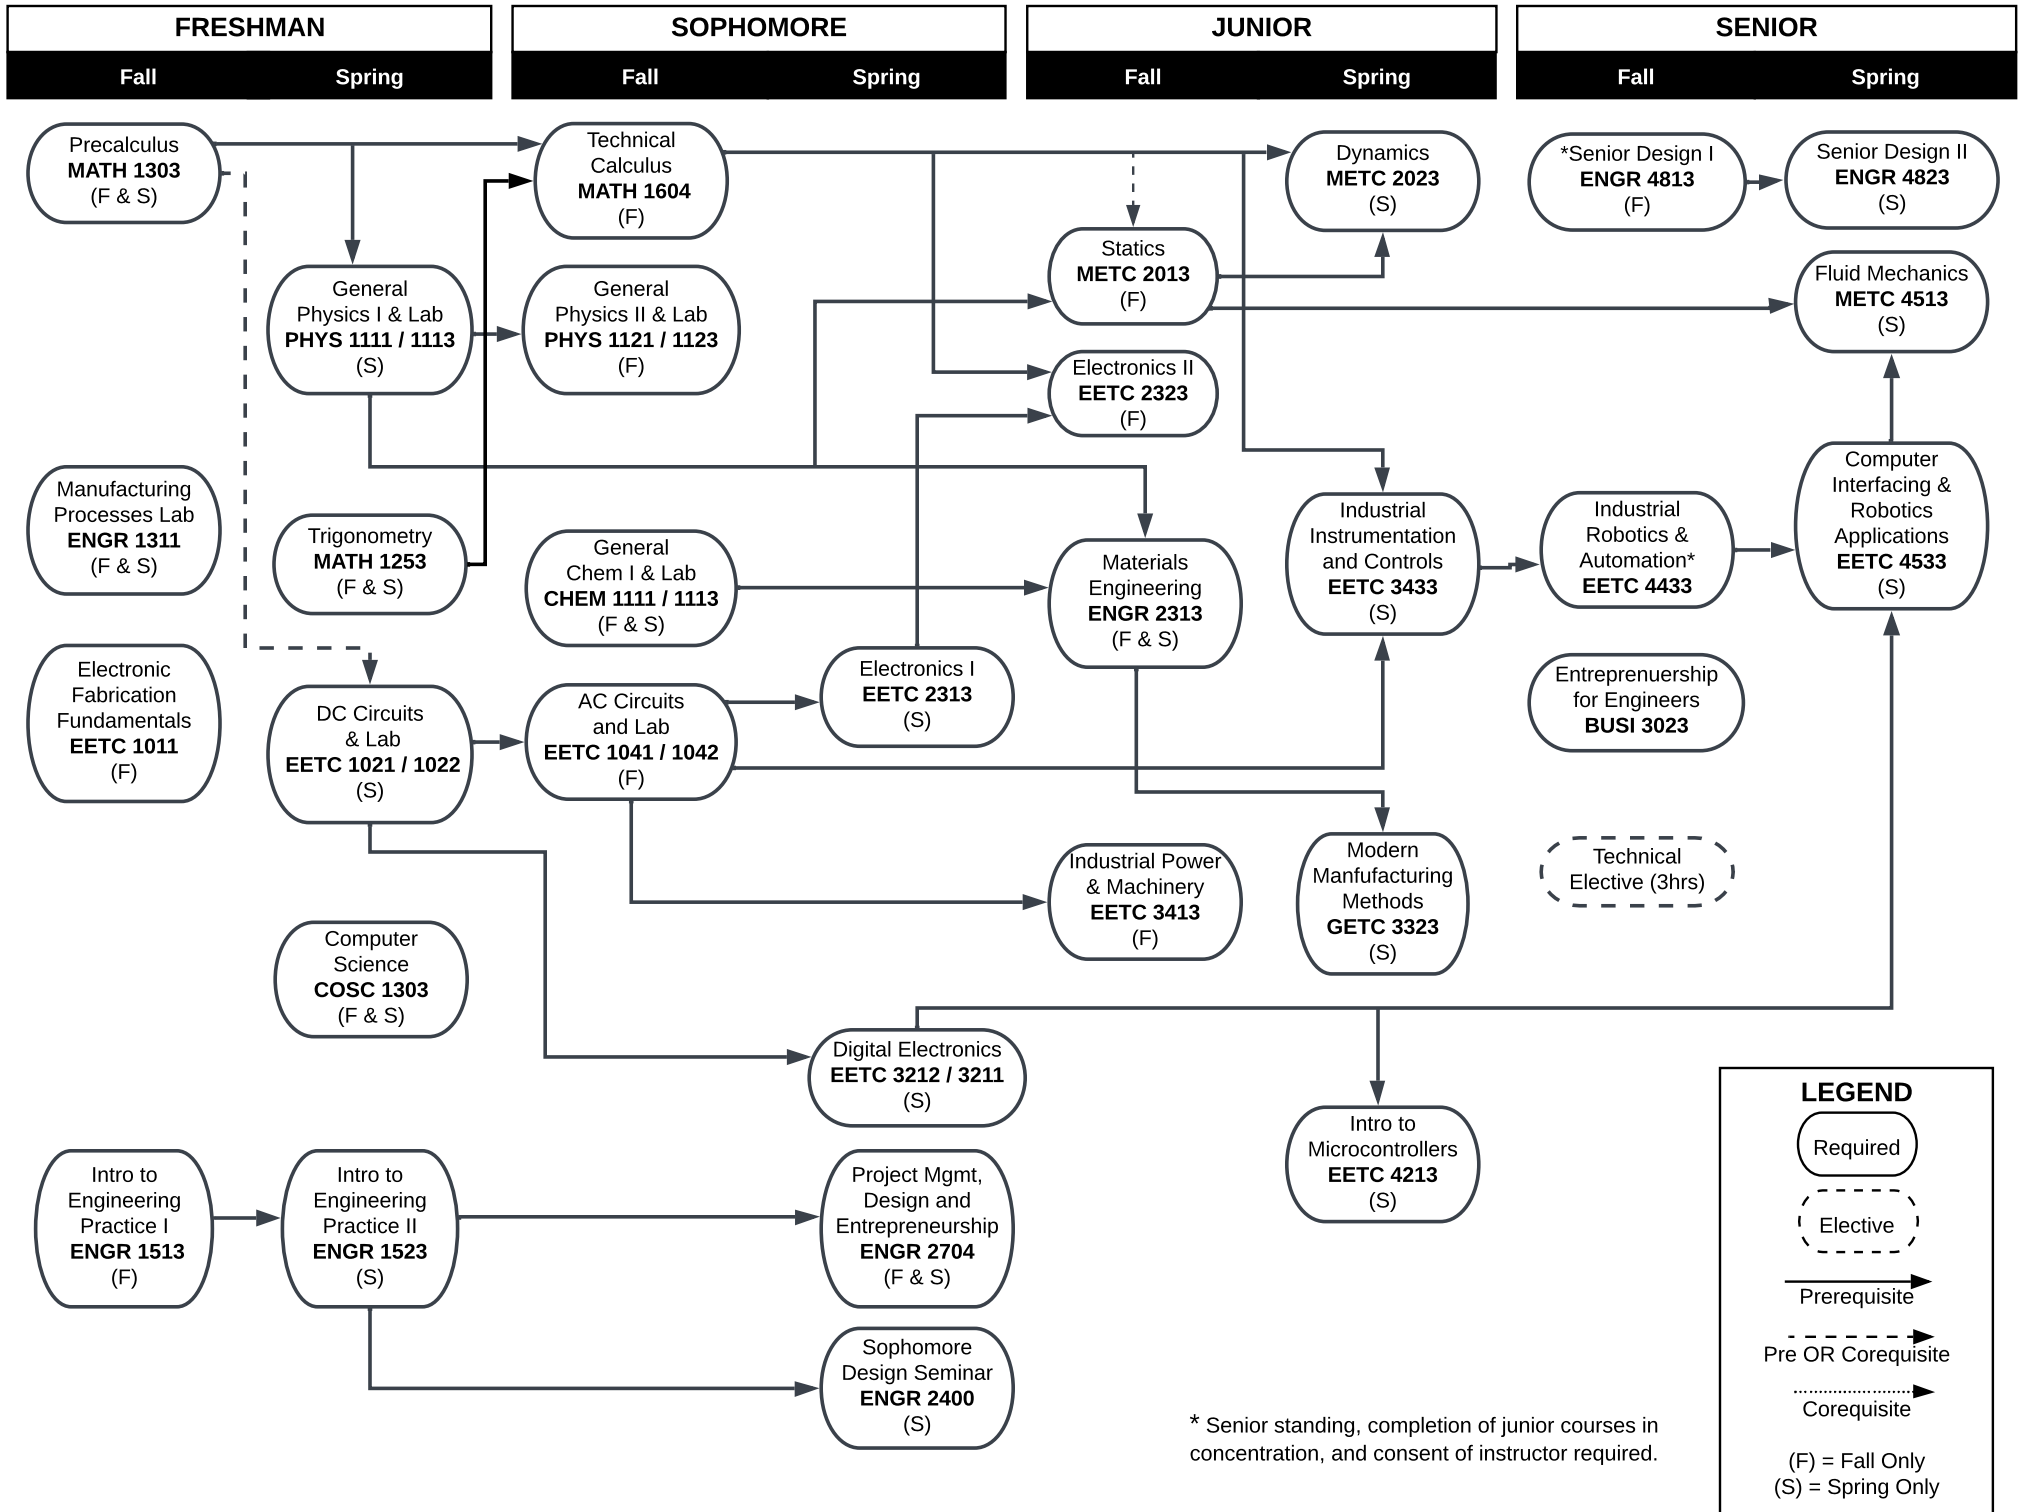 FRESHMAN
Fall
Spring
SOPHOMORE
Fall
Spring
JUNIOR
Fall
Spring
SENIOR
Fall
Spring
Precalculus
MATH 1303
(F & S)
Manufacturing
Processes Lab
ENGR 1311
(F & S)
Electronic
Fabrication
Fundamentals
EETC 1011
(F)
Intro to
Engineering
Practice I
ENGR 1513
(F)
General
Physics I & Lab
PHYS 1111 / 1113
(S)
Trigonometry
MATH 1253
(F & S)
DC Circuits
& Lab
EETC 1021 / 1022
(S)
Computer
Science
COSC 1303
(F & S)
Intro to
Engineering
Practice II
ENGR 1523
(S)
Technical
Calculus
MATH 1604
(F)
General
Physics II & Lab
PHYS 1121 / 1123
(F)
General
Chem I & Lab
CHEM 1111 / 1113
(F & S)
AC Circuits
and Lab
EETC 1041 / 1042
(F)
Electronics I
EETC 2313
(S)
Digital Electronics
EETC 3212 / 3211
(S)
Project Mgmt,
Design and
Entrepreneurship
ENGR 2704
(F & S)
Sophomore
Design Seminar
ENGR 2400
(S)
Statics
METC 2013
(F)
Electronics II
EETC 2323
(F)
Materials
Engineering
ENGR 2313
(F & S)
Industrial Power
& Machinery
EETC 3413
(F)
Dynamics
METC 2023
(S)
Industrial
Instrumentation
and Controls
EETC 3433
(S)
Modern
Manfufacturing
Methods
GETC 3323
(S)
Intro to
Microcontrollers
EETC 4213
(S)
*Senior Design I
ENGR 4813
(F)
Industrial
Robotics &
Automation*
EETC 4433
Entreprenuership
for Engineers
BUSI 3023
Technical
Elective (3hrs)
Senior Design II
ENGR 4823
(S)
Fluid Mechanics
METC 4513
(S)
Computer
Interfacing &
Robotics
Applications
EETC 4533
(S)
* Senior standing, completion of junior courses in
concentration, and consent of instructor required.
LEGEND
Required
Elective
Prerequisite
Pre OR Corequisite
Corequisite
(F) = Fall Only
(S) = Spring Only